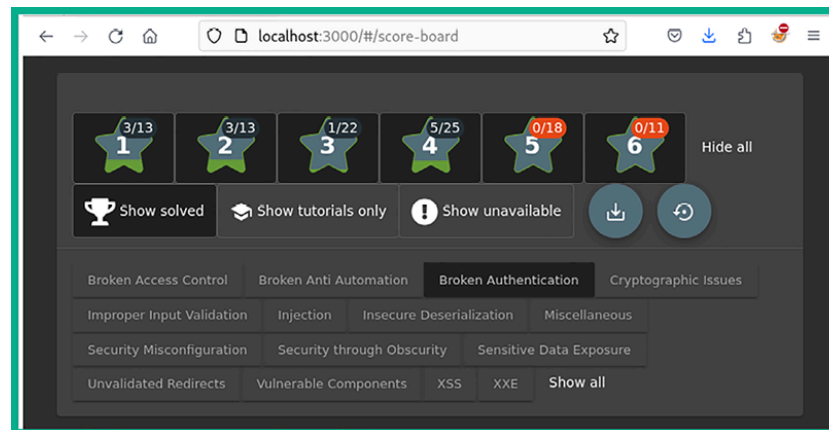 localhost:3000/#/score-board
3/13 3/13 1/22 5/25 0/18 0/11
1 2 3 4 5 6 Hide all
Show solved Show tutorials only ! Show unavailable
Broken Access Control Broken Anti Automation Broken Authentication Cryptographic Issues
Improper Input Validation Injection Insecure Deserialization Miscellaneous
Security Misconfiguration Security through Obscurity Sensitive Data Exposure
Unvalidated Redirects Vulnerable Components XSS XXE Show all